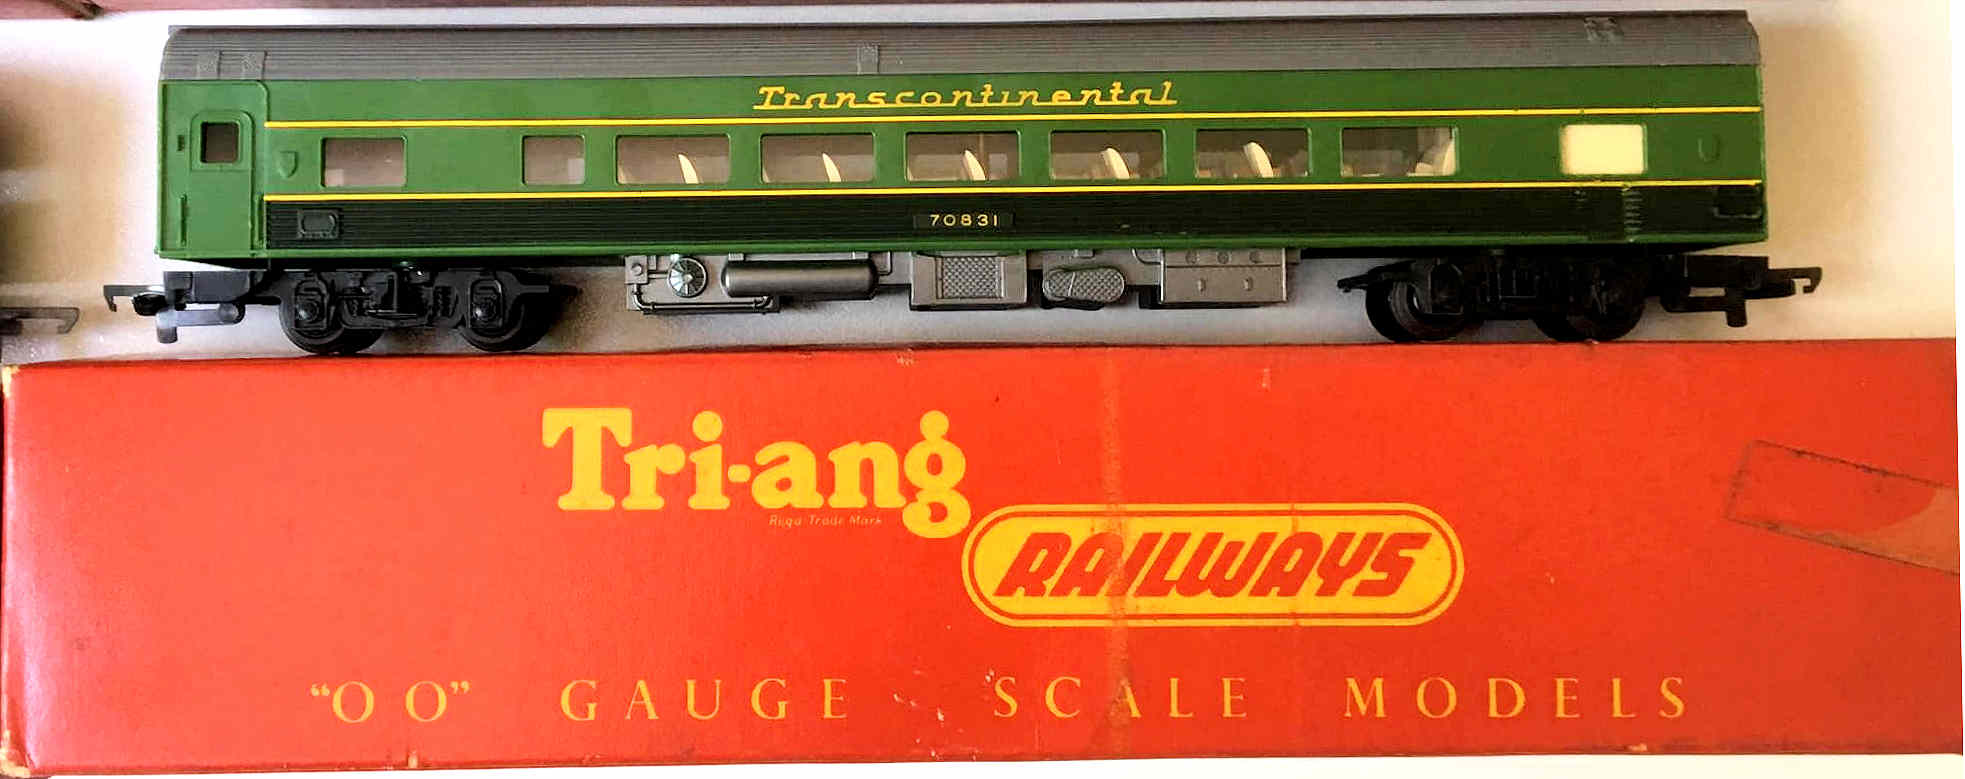 Transcontinental
70831
Tri-ang
Regd Trade Mark
RAILWAYS
"OO" GAUGE SCALE MODELS